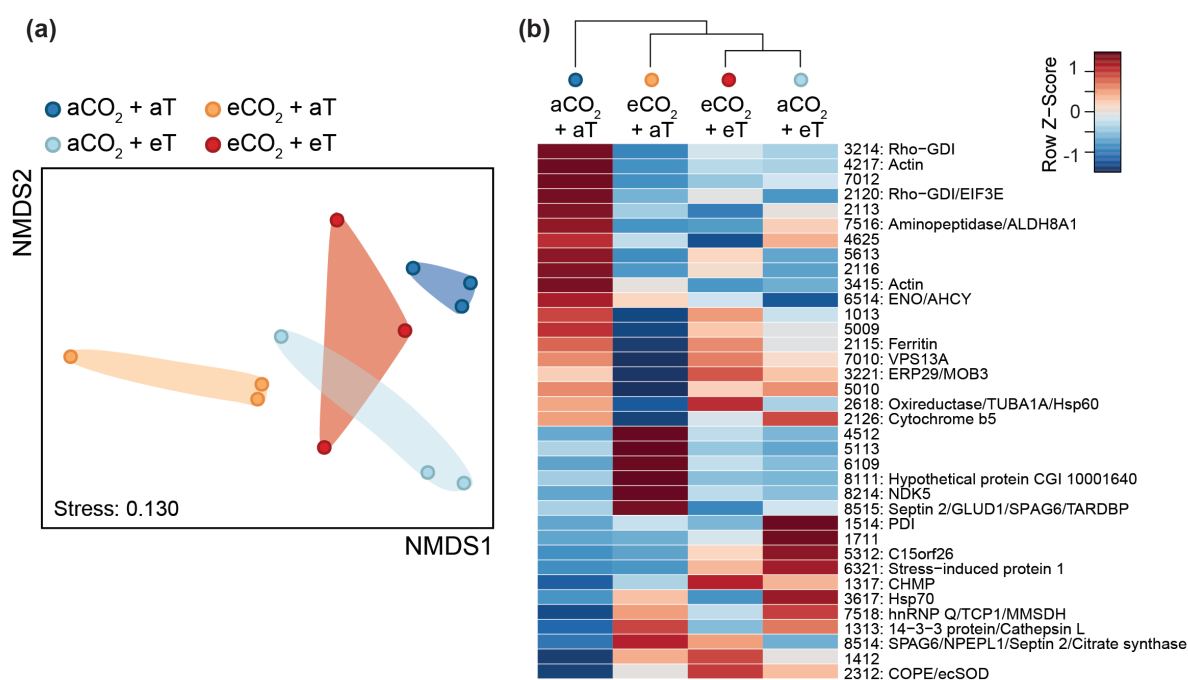 (a)
aCO2 + aT
eCO2 + aT
aCO2 + eT
eCO2 + eT
NMDS2
Stress: 0.130
NMDS1
(b)
aCO2 + aT
eCO2 + aT
eCO2 + eT
aCO2 + eT
Row Z−Score
1
0
-1
3214: Rho−GDI
4217: Actin
7012
2120: Rho−GDI/EIF3E
2113
7516: Aminopeptidase/ALDH8A1
4625
5613
2116
3415: Actin
6514: ENO/AHCY
1013
5009
2115: Ferritin
7010: VPS13A
3221: ERP29/MOB3
5010
2618: Oxireductase/TUBA1A/Hsp60
2126: Cytochrome b5
4512
5113
6109
8111: Hypothetical protein CGI 10001640
8214: NDK5
8515: Septin 2/GLUD1/SPAG6/TARDBP
1514: PDI
1711
5312: C15orf26
6321: Stress−induced protein 1
1317: CHMP
3617: Hsp70
7518: hnRNP Q/TCP1/MMSDH
1313: 14−3−3 protein/Cathepsin L
8514: SPAG6/NPEPL1/Septin 2/Citrate synthase
1412
2312: COPE/ecSOD